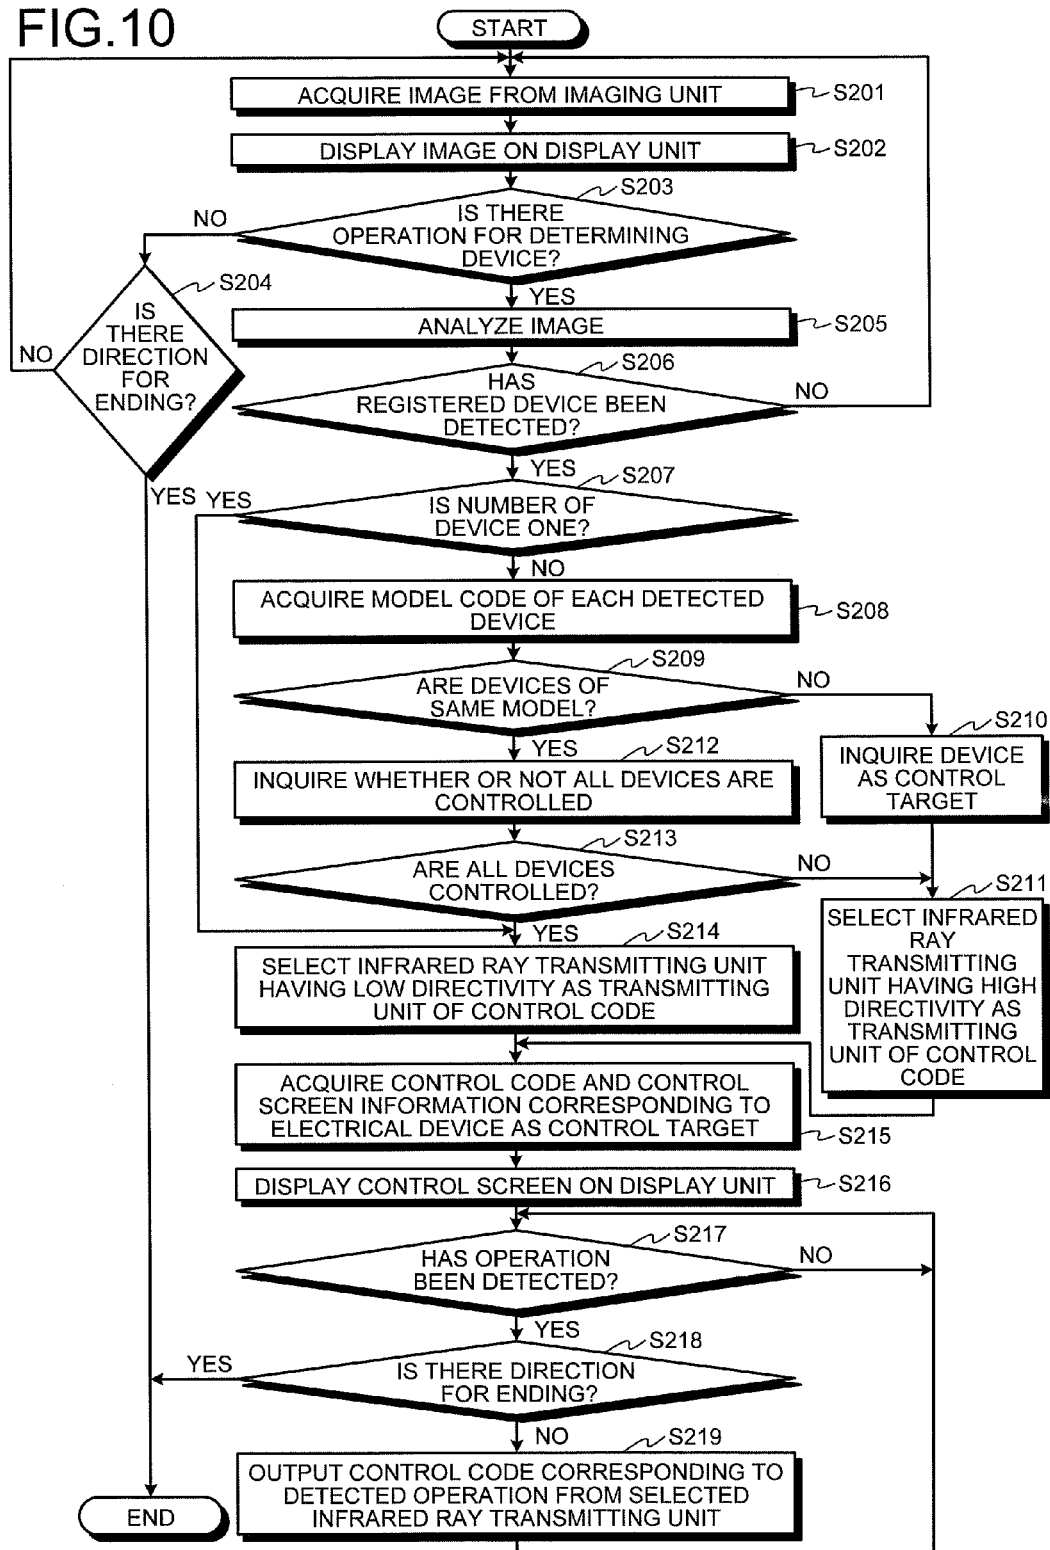 FIG.10
START
ACQUIRE IMAGE FROM IMAGING UNIT
S201
DISPLAY IMAGE ON DISPLAY UNIT
S202
S203
IS THERE
OPERATION FOR DETERMINING
DEVICE?
NO
YES
S204
IS
THERE
DIRECTION
FOR
ENDING?
NO
YES
ANALYZE IMAGE
S205
S206
HAS
REGISTERED DEVICE BEEN
DETECTED?
NO
YES
S207
IS NUMBER OF
DEVICE ONE?
YES
NO
ACQUIRE MODEL CODE OF EACH DETECTED
DEVICE
S208
S209
ARE DEVICES OF
SAME MODEL?
NO
YES
S210
INQUIRE DEVICE
AS CONTROL
TARGET
S212
INQUIRE WHETHER OR NOT ALL DEVICES ARE
CONTROLLED
S213
ARE ALL DEVICES
CONTROLLED?
NO
YES
S211
SELECT INFRARED
RAY
TRANSMITTING
UNIT HAVING HIGH
DIRECTIVITY AS
TRANSMITTING
UNIT OF CONTROL
CODE
S214
SELECT INFRARED RAY TRANSMITTING UNIT
HAVING LOW DIRECTIVITY AS TRANSMITTING
UNIT OF CONTROL CODE
ACQUIRE CONTROL CODE AND CONTROL
SCREEN INFORMATION CORRESPONDING TO
ELECTRICAL DEVICE AS CONTROL TARGET
S215
DISPLAY CONTROL SCREEN ON DISPLAY UNIT
S216
S217
HAS OPERATION
BEEN DETECTED?
NO
YES
S218
IS THERE DIRECTION
FOR ENDING?
YES
NO
S219
OUTPUT CONTROL CODE CORRESPONDING TO
DETECTED OPERATION FROM SELECTED
INFRARED RAY TRANSMITTING UNIT
END